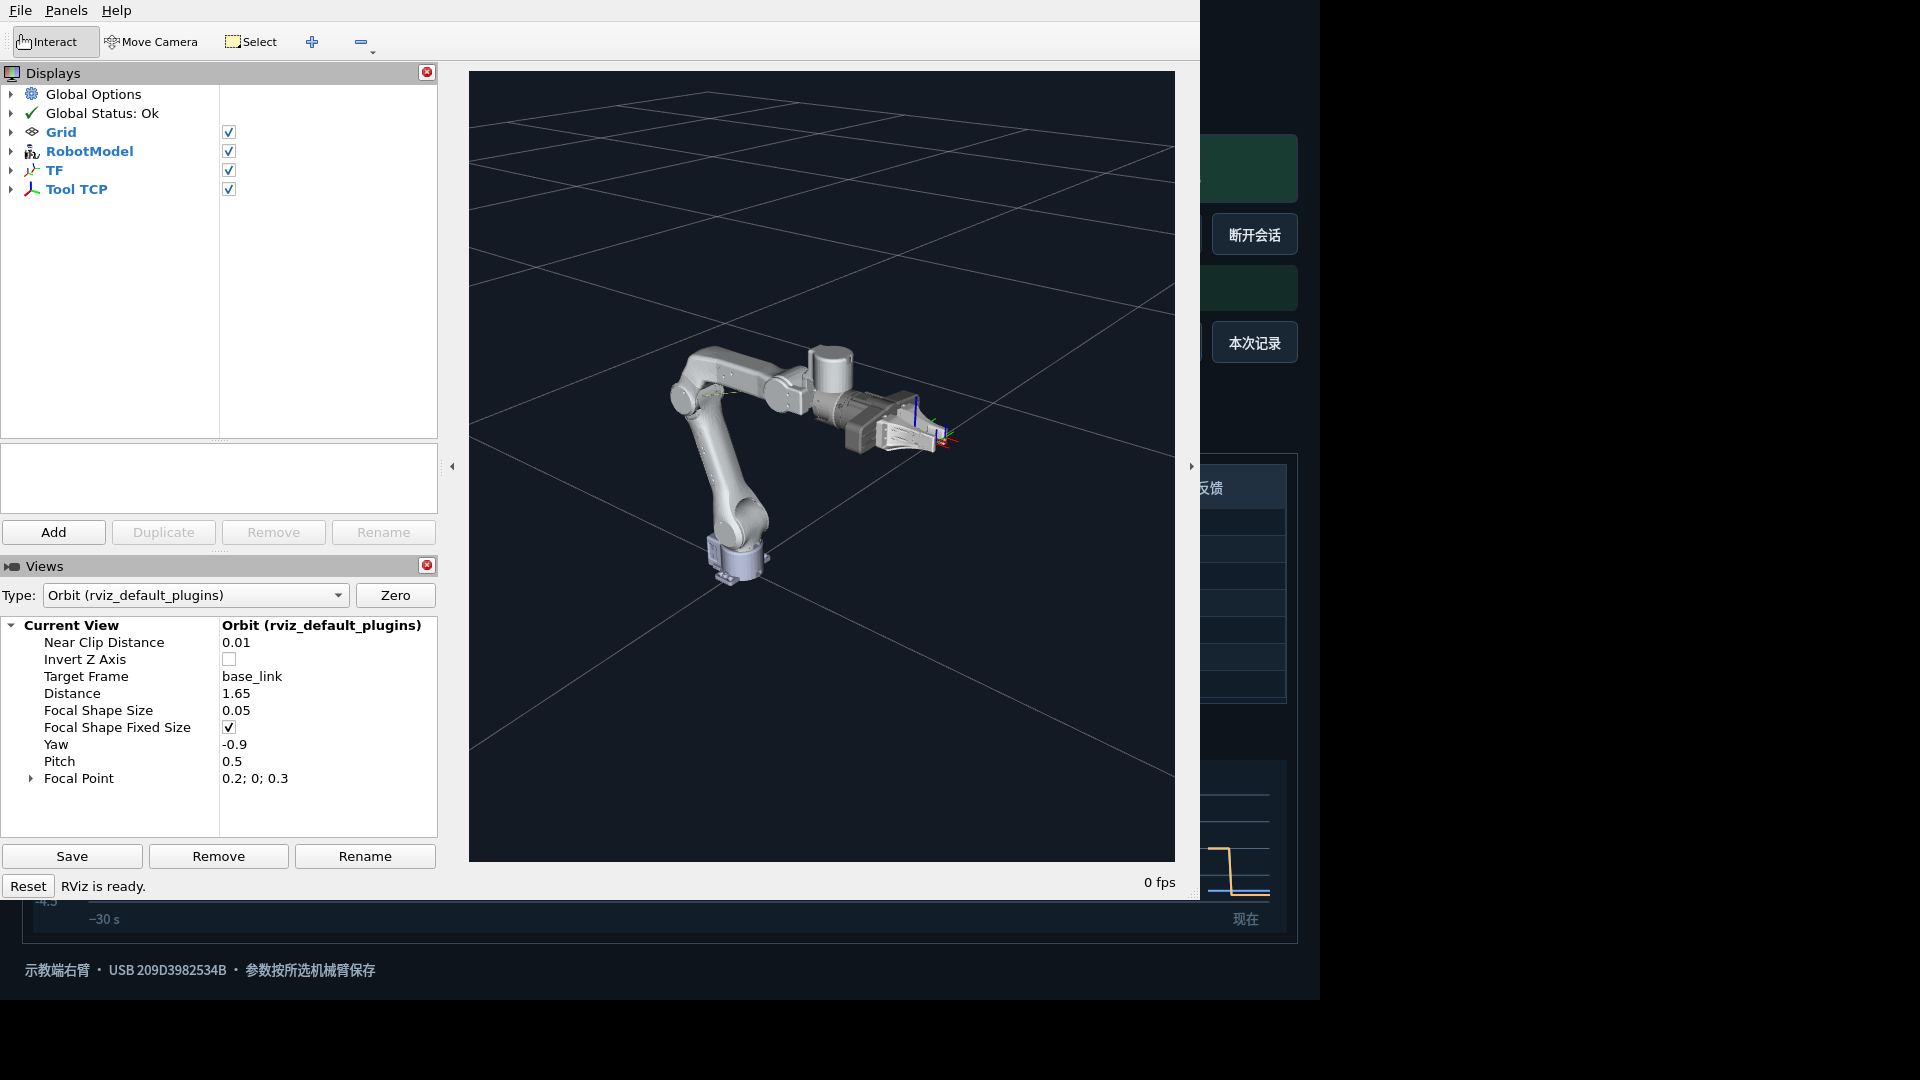 File Panels Help
Interact Move Camera Select
Displays
Global Options
Global Status: Ok
Grid
RobotModel
TF
Tool TCP
Add Duplicate Remove Rename
Views
Type: Orbit (rviz_default_plugins) Zero
Current View Orbit (rviz_default_plugins)
Near Clip Distance 0.01
Invert Z Axis
Target Frame base_link
Distance 1.65
Focal Shape Size 0.05
Focal Shape Fixed Size
Yaw -0.9
Pitch 0.5
Focal Point 0.2; 0; 0.3
Save Remove Rename
Reset RViz is ready.
0 fps
断开会话
本次记录
反馈
-4.5
−30 s 现在
示教端右臂 · USB 209D3982534B · 参数按所选机械臂保存